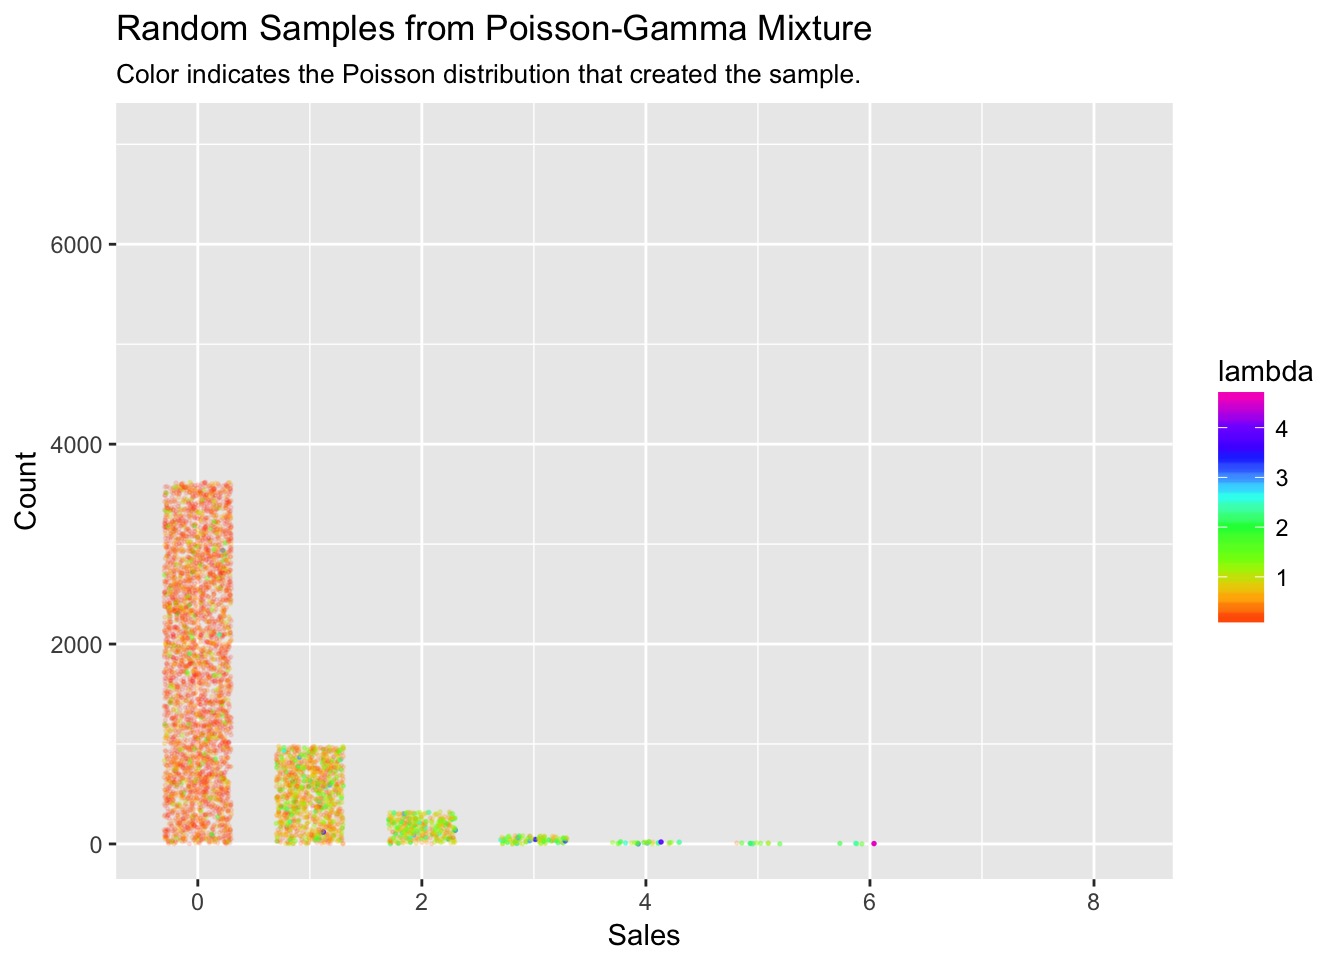 Random Samples from Poisson-Gamma Mixture
Color indicates the Poisson distribution that created the sample.
Count
6000
4000
2000
0
0 2 4 6 8
Sales
lambda
4
3
2
1